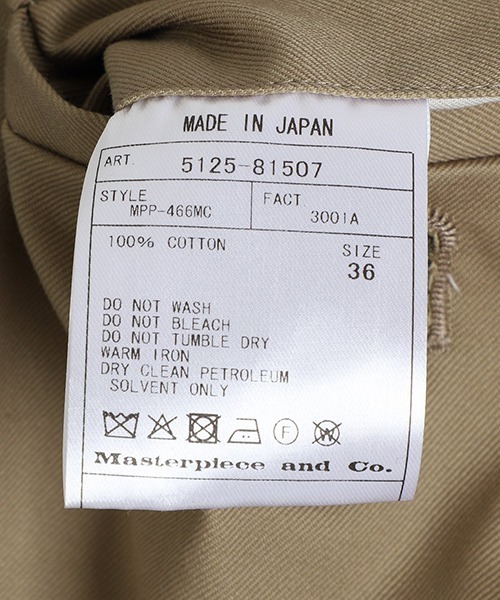 MADE IN JAPAN
ART. 5125-81507
STYLE FACT
MPP-466MC 3001A
100% COTTON SIZE
36
DO NOT WASH
DO NOT BLEACH
DO NOT TUMBLE DRY
WARM IRON
DRY CLEAN PETROLEUM
SOLVENT ONLY
F W
Masterpiece and Co.